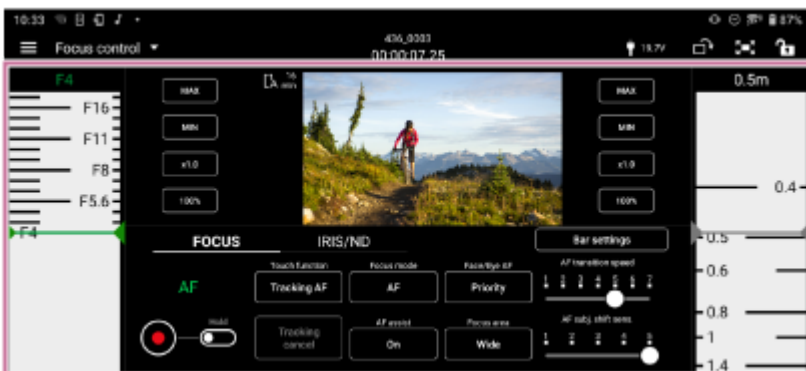 10:33
87%
Focus control
436_0003
00:00:07.25
19.7V
F4
0.5m
16
min
MAX
MIN
x1.0
100%
MAX
MIN
x1.0
100%
F16
F11
F8
F5.6
F4
0.4
0.5
0.6
0.8
1
1.4
FOCUS
IRIS/ND
Bar settings
AF
Touch function
Focus mode
Face/Eye AF
AF transition speed
Tracking AF
AF
Priority
1 2 3 4 5 6 7
Hold
AF assist
Focus area
AF subj. shift sens.
Tracking
cancel
On
Wide
1 2 3 4 5